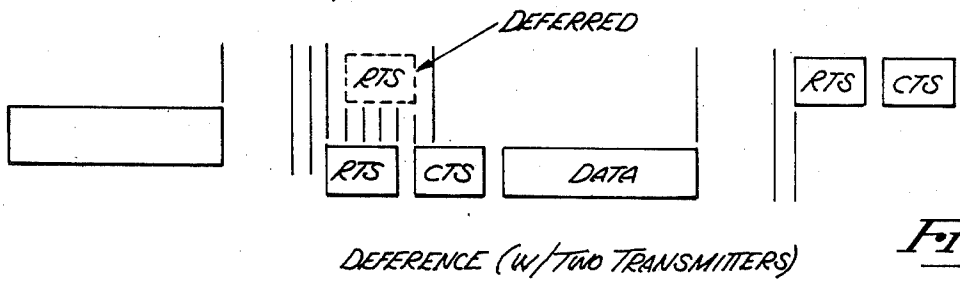 DEFERRED
RTS
RTS CTS
RTS CTS DATA
DEFERENCE (W/TWO TRANSMITTERS)